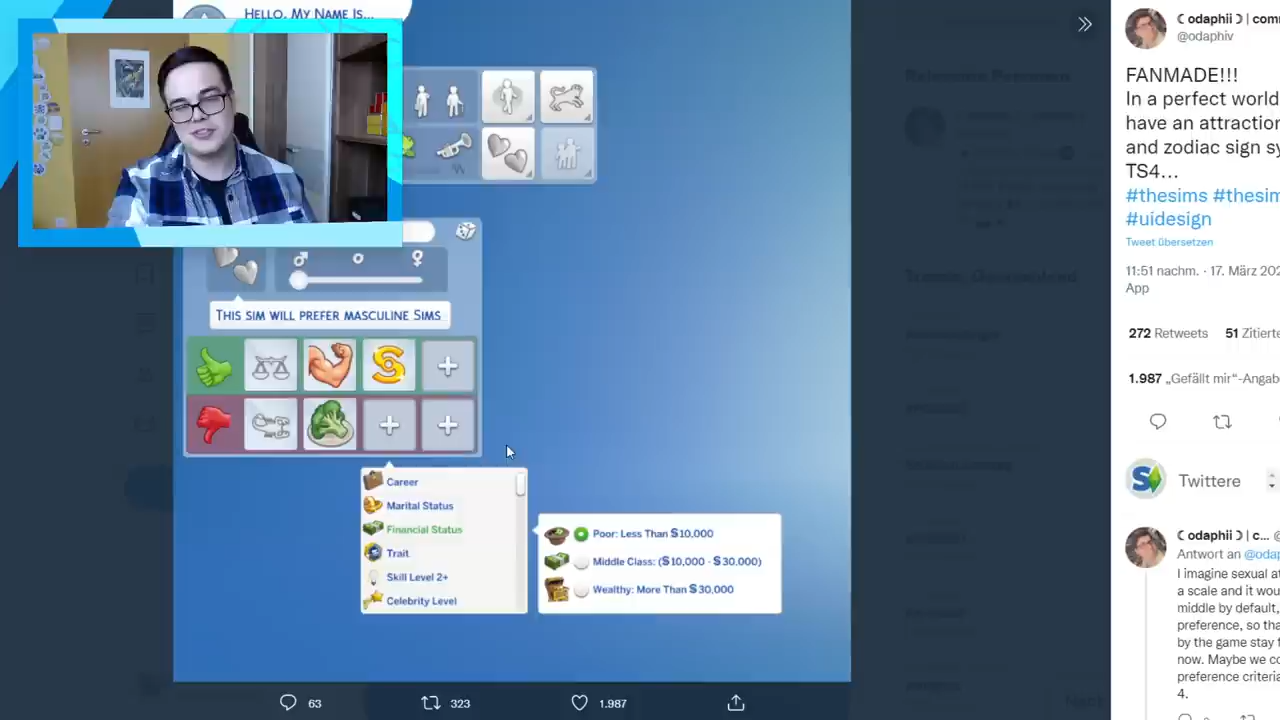 HELLO, MY NAME IS...
THIS SIM WILL PREFER MASCULINE SIMS
CAREER
MARITAL STATUS
FINANCIAL STATUS
TRAIT
SKILL LEVEL 2+
CELEBRITY LEVEL
POOR: LESS THAN §10,000
MIDDLE CLASS: (§10,000 - §30.000)
WEALTHY: MORE THAN §30,000
63
323
1.987
☾ odaphii ☽ | com
@odaphiv
FANMADE!!!
In a perfect world
have an attraction
and zodiac sign sy
TS4...
#thesims #thesim
#uidesign
Tweet übersetzen
11:51 nachm. · 17. März 202
App
272 Retweets 51 Zitierte
1.987 „Gefällt mir"-Angab
Twittere
☾ odaphii ☽ | c... @
Antwort an @odap
I imagine sexual at
a scale and it wou
middle by default,
preference, so tha
by the game stay t
now. Maybe we co
preference criteria
4.